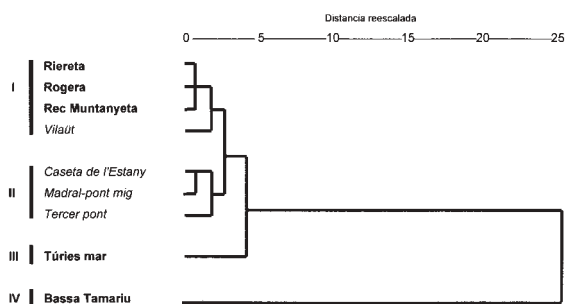 Distancia reescalada
0 5 10 15 20 25
Riereta
I Rogera
Rec Muntanyeta
Vilaüt
Caseta de l'Estany
II Madral-pont mig
Tercer pont
III Túries mar
IV Bassa Tamariu